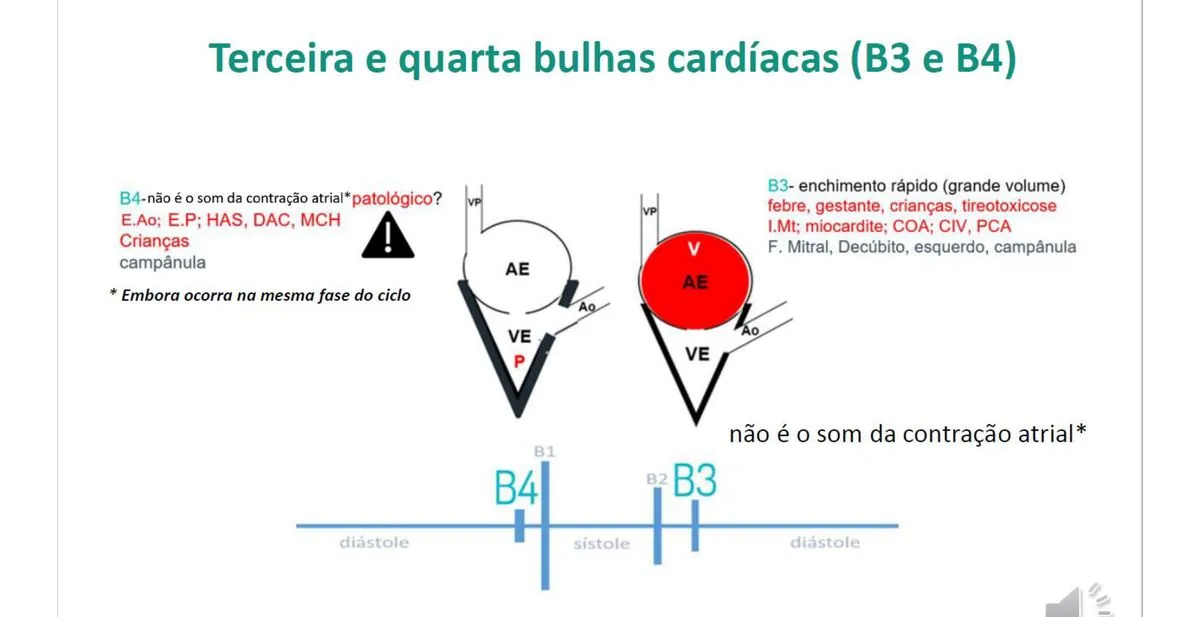 Terceira e quarta bulhas cardíacas (B3 e B4)
B4-não é o som da contração atrial*patológico?
E.Ao; E.P; HAS, DAC, MCH
Crianças
campânula
* Embora ocorra na mesma fase do ciclo
VP
AE
Ao
VE
P
B3- enchimento rápido (grande volume)
febre, gestante, crianças, tireotoxicose
I.Mt; miocardite; COA; CIV, PCA
F. Mitral, Decúbito, esquerdo, campânula
VP
V
AE
Ao
VE
não é o som da contração atrial*
B4
B1
B2
B3
diástole
sístole
diástole